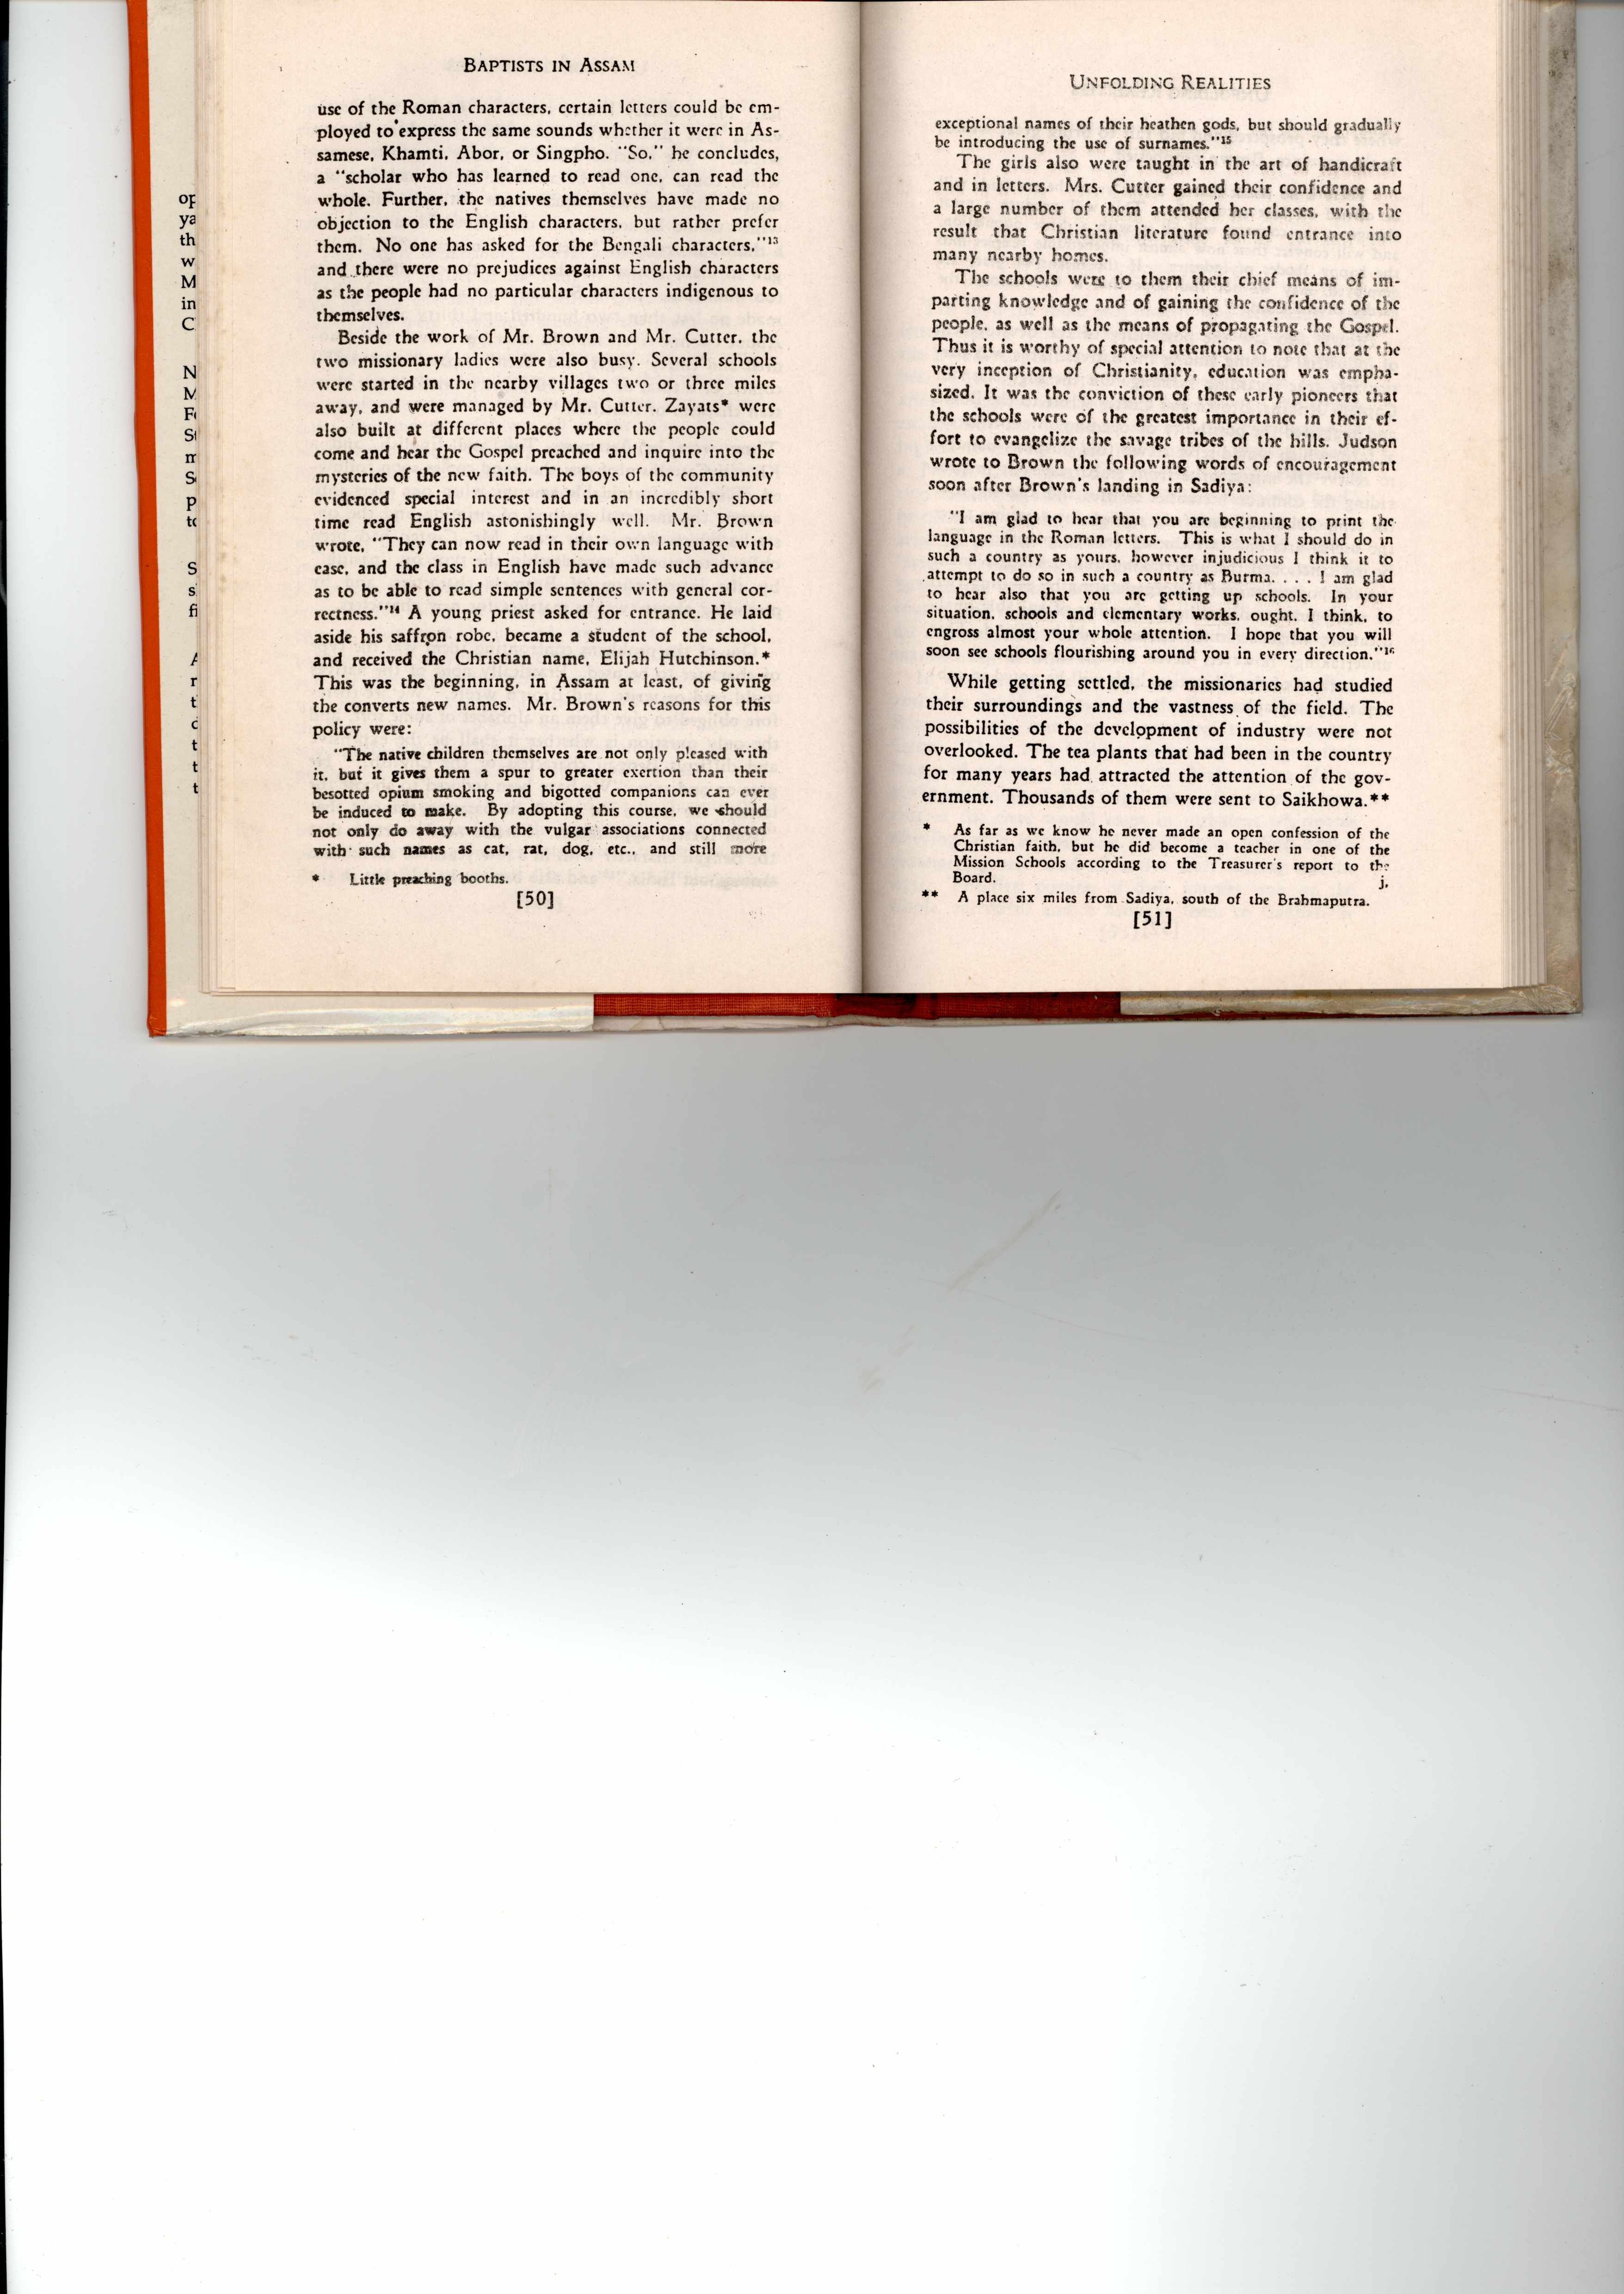 BAPTISTS IN ASSAM
use of the Roman characters, certain letters could be em-
ployed to express the same sounds whether it were in As-
samese, Khamti, Abor, or Singpho. "So," he concludes,
a "scholar who has learned to read one, can read the
whole. Further, the natives themselves have made no
objection to the English characters, but rather prefer
them. No one has asked for the Bengali characters,"13
and there were no prejudices against English characters
as the people had no particular characters indigenous to
themselves.
Beside the work of Mr. Brown and Mr. Cutter, the
two missionary ladies were also busy. Several schools
were started in the nearby villages two or three miles
away, and were managed by Mr. Cutter. Zayats* were
also built at different places where the people could
come and hear the Gospel preached and inquire into the
mysteries of the new faith. The boys of the community
evidenced special interest and in an incredibly short
time read English astonishingly well. Mr. Brown
wrote, "They can now read in their own language with
ease, and the class in English have made such advance
as to be able to read simple sentences with general cor-
rectness."14 A young priest asked for entrance. He laid
aside his saffron robe, became a student of the school,
and received the Christian name, Elijah Hutchinson.*
This was the beginning, in Assam at least, of giving
the converts new names. Mr. Brown's reasons for this
policy were:
"The native children themselves are not only pleased with
it, but it gives them a spur to greater exertion than their
besotted opium smoking and bigotted companions can ever
be induced to make. By adopting this course, we should
not only do away with the vulgar associations connected
with such names as cat, rat, dog, etc., and still more
* Little preaching booths.
[50]
UNFOLDING REALITIES
exceptional names of their heathen gods, but should gradually
be introducing the use of surnames."15
The girls also were taught in the art of handicraft
and in letters. Mrs. Cutter gained their confidence and
a large number of them attended her classes, with the
result that Christian literature found entrance into
many nearby homes.
The schools were to them their chief means of im-
parting knowledge and of gaining the confidence of the
people, as well as the means of propagating the Gospel.
Thus it is worthy of special attention to note that at the
very inception of Christianity, education was empha-
sized. It was the conviction of these early pioneers that
the schools were of the greatest importance in their ef-
fort to evangelize the savage tribes of the hills. Judson
wrote to Brown the following words of encouragement
soon after Brown's landing in Sadiya:
"I am glad to hear that you are beginning to print the
language in the Roman letters. This is what I should do in
such a country as yours, however injudicious I think it to
attempt to do so in such a country as Burma. . . . I am glad
to hear also that you are getting up schools. In your
situation, schools and elementary works, ought, I think, to
engross almost your whole attention. I hope that you will
soon see schools flourishing around you in every direction."16
While getting settled, the missionaries had studied
their surroundings and the vastness of the field. The
possibilities of the development of industry were not
overlooked. The tea plants that had been in the country
for many years had attracted the attention of the gov-
ernment. Thousands of them were sent to Saikhowa.**
* As far as we know he never made an open confession of the
Christian faith, but he did become a teacher in one of the
Mission Schools according to the Treasurer's report to the
Board.
** A place six miles from Sadiya, south of the Brahmaputra.
[51]